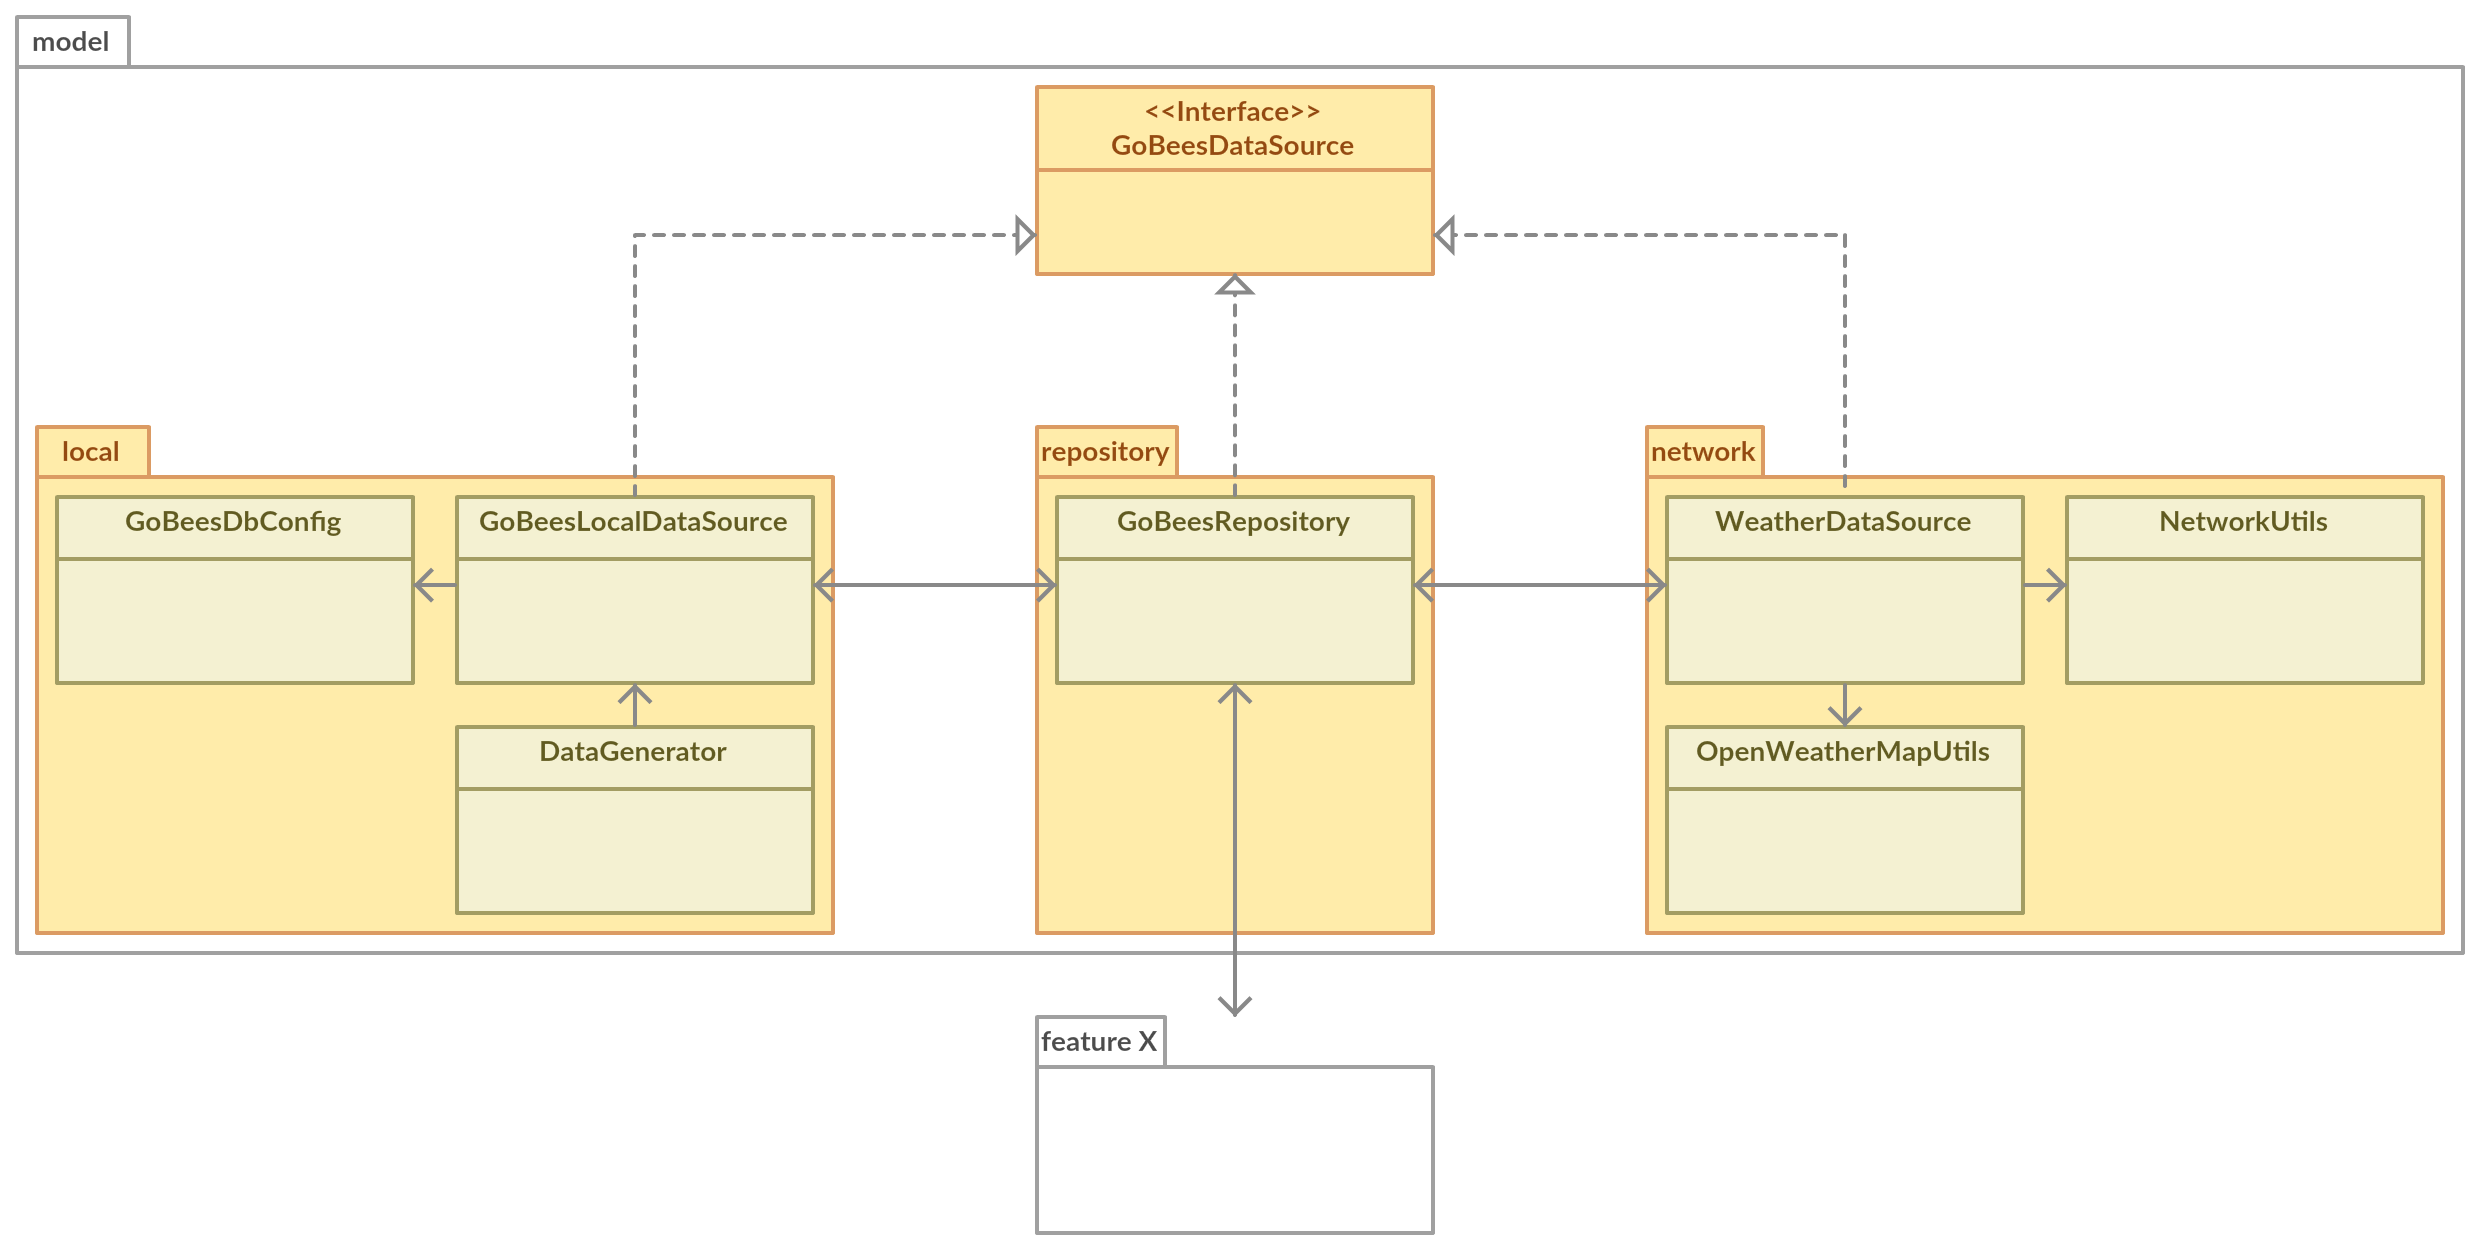 model
<<Interface>>
GoBeesDataSource
local
repository
network
GoBeesDbConfig
GoBeesLocalDataSource
GoBeesRepository
WeatherDataSource
NetworkUtils
DataGenerator
OpenWeatherMapUtils
feature X